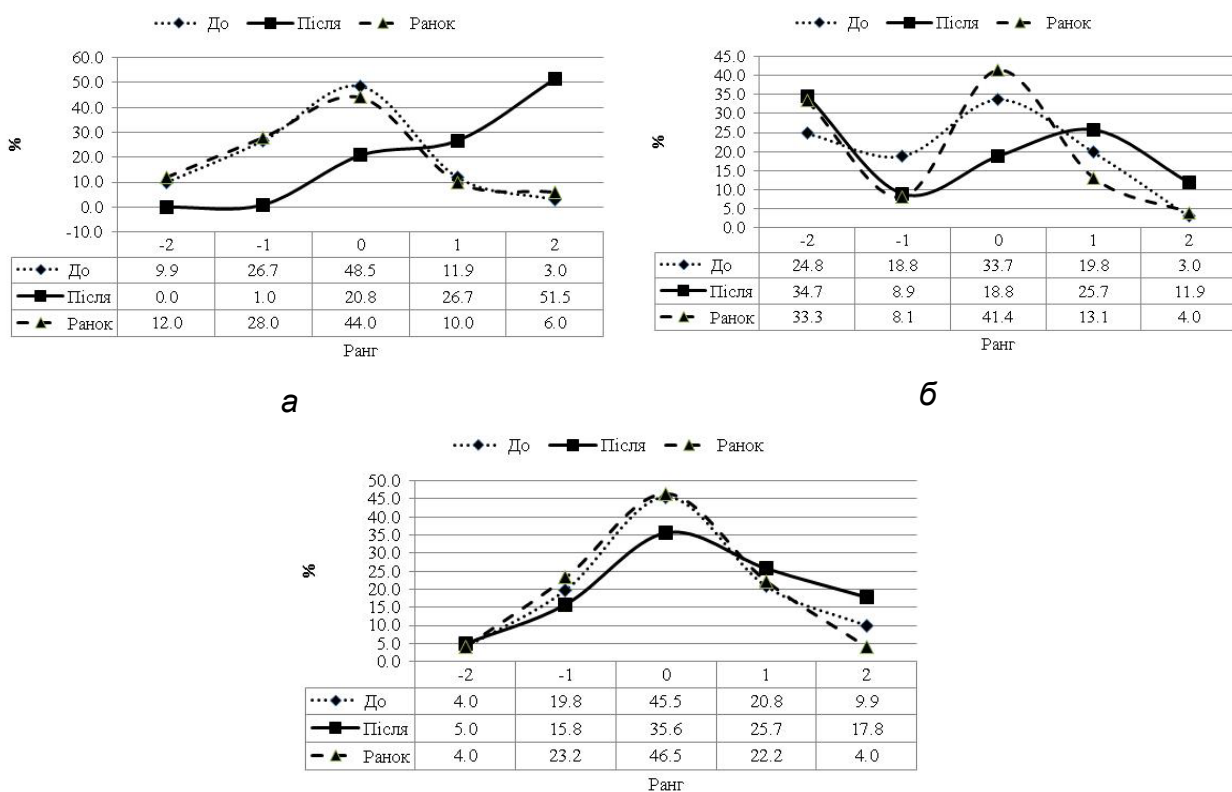 До Після Ранок
%
60.0
50.0
40.0
30.0
20.0
10.0
0.0
-10.0
-2 -1 0 1 2
До 9.9 26.7 48.5 11.9 3.0
Після 0.0 1.0 20.8 26.7 51.5
Ранок 12.0 28.0 44.0 10.0 6.0
Ранг
а
До Після Ранок
%
45.0
40.0
35.0
30.0
25.0
20.0
15.0
10.0
5.0
0.0
-2 -1 0 1 2
До 24.8 18.8 33.7 19.8 3.0
Після 34.7 8.9 18.8 25.7 11.9
Ранок 33.3 8.1 41.4 13.1 4.0
Ранг
б
До Після Ранок
%
50.0
45.0
40.0
35.0
30.0
25.0
20.0
15.0
10.0
5.0
0.0
-2 -1 0 1 2
До 4.0 19.8 45.5 20.8 9.9
Після 5.0 15.8 35.6 25.7 17.8
Ранок 4.0 23.2 46.5 22.2 4.0
Ранг